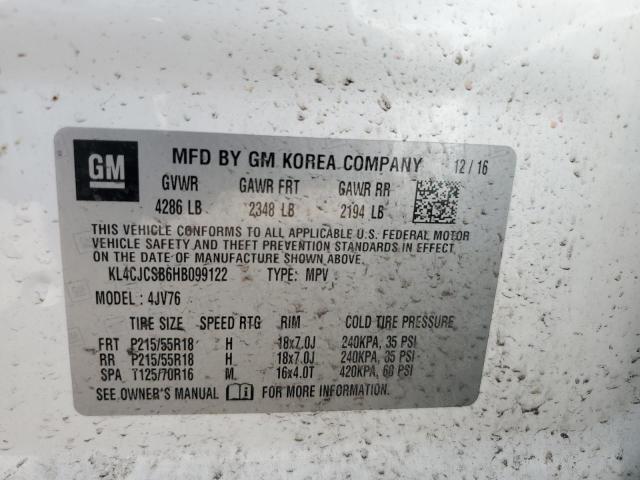 GM MFD BY GM KOREA COMPANY 12/16
GVWR GAWR FRT GAWR RR
4286 LB 2348 LB 2194 LB
THIS VEHICLE CONFORMS TO ALL APPLICABLE U.S. FEDERAL MOTOR
VEHICLE SAFETY AND THEFT PREVENTION STANDARDS IN EFFECT
ON THE DATE OF MANUFACTURE SHOWN ABOVE.
KL4CJCSB6HB099122 TYPE: MPV
MODEL: 4JV76
TIRE SIZE SPEED RTG RIM COLD TIRE PRESSURE
FRT P215/55R18 H 18x7.0J 240KPA, 35 PSI
RR P215/55R18 H 18x7.0J 240KPA, 35 PSI
SPA T125/70R16 M 16x4.0T 420KPA, 60 PSI
SEE OWNER'S MANUAL FOR MORE INFORMATION.